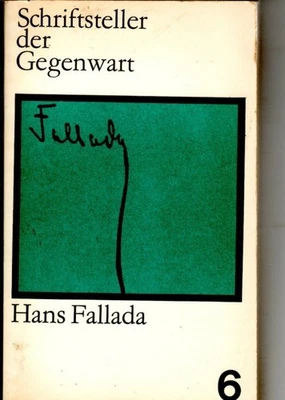 Schriftsteller
der
Gegenwart
Fallada
Hans Fallada
6